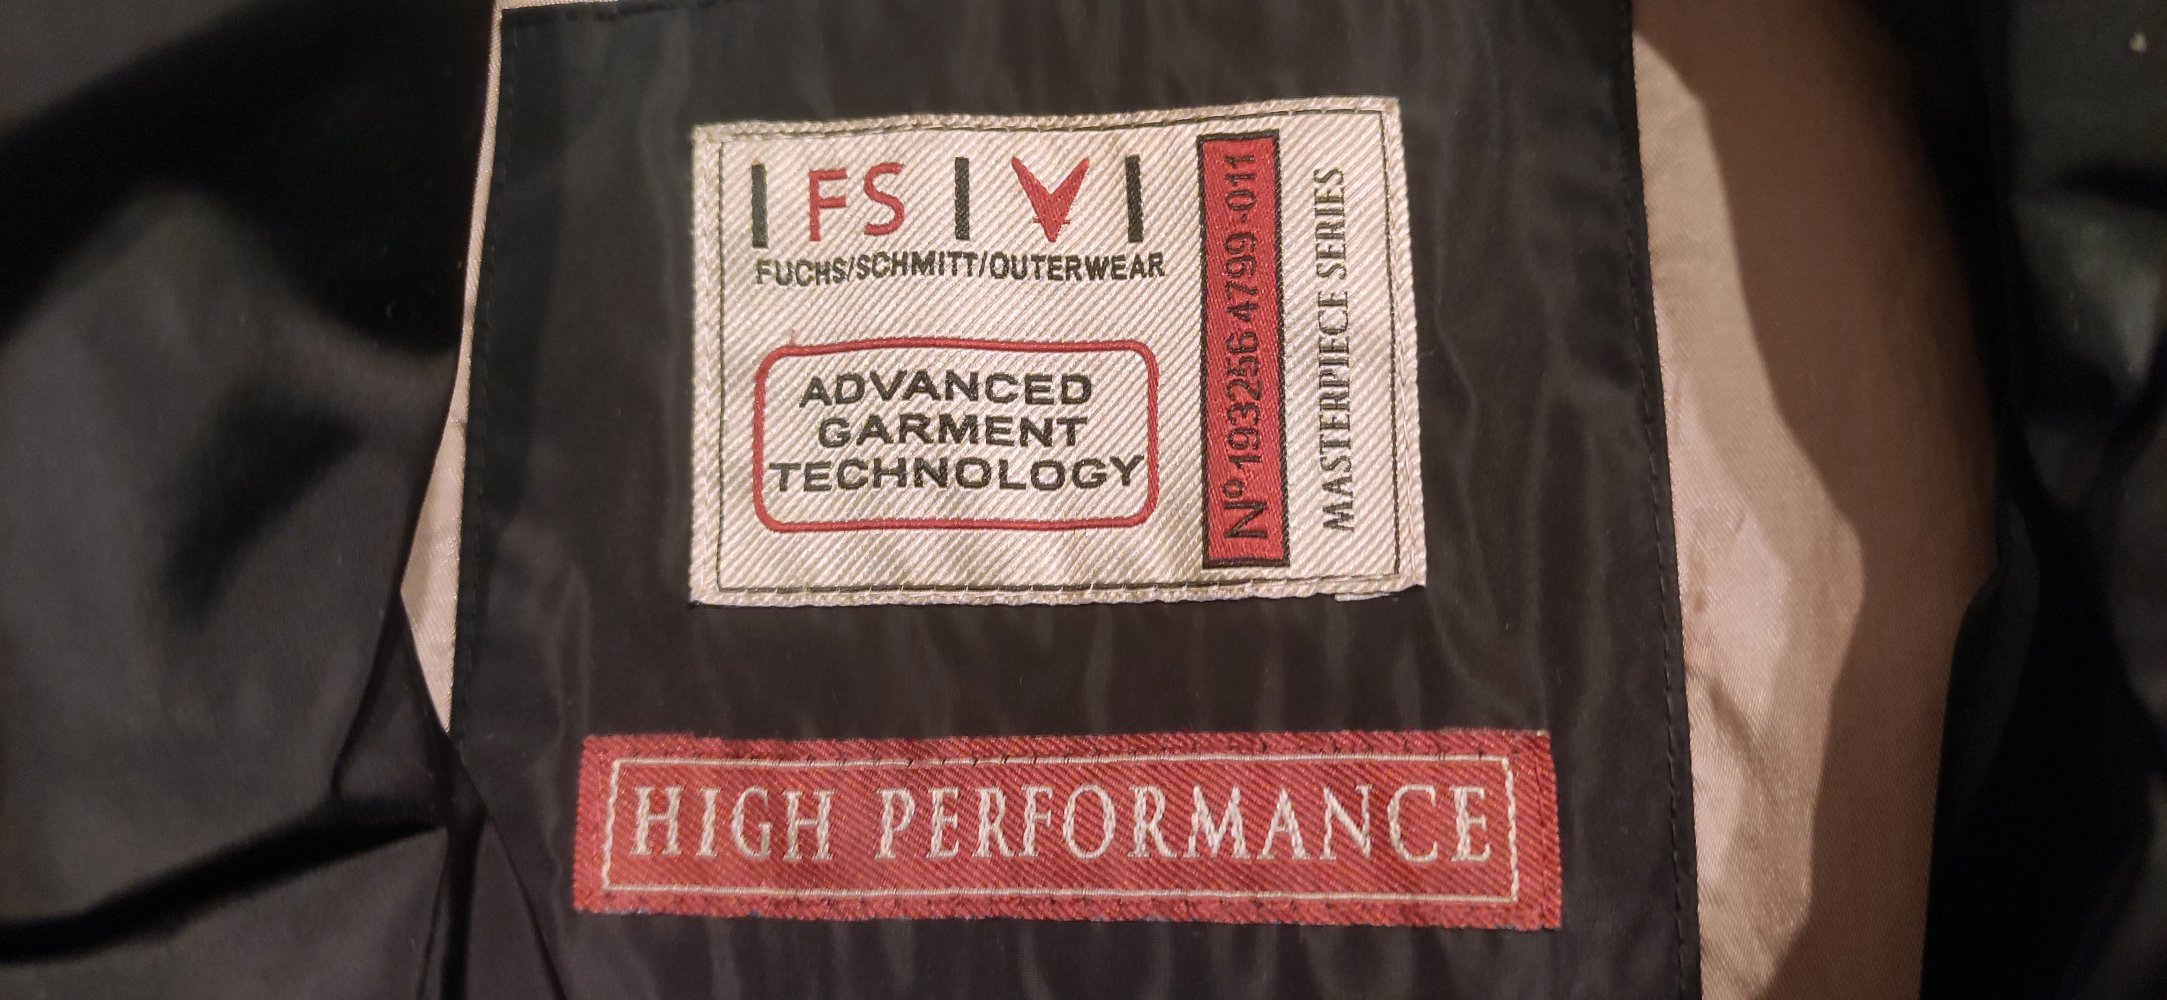 FS
FUCHS/SCHMITT/OUTERWEAR
ADVANCED
GARMENT
TECHNOLOGY
Nº 193256 4799-011
MASTERPIECE SERIES
HIGH PERFORMANCE